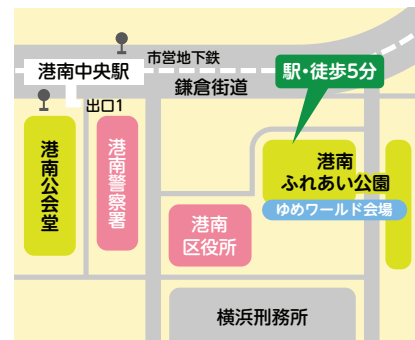 市営地下鉄
港南中央駅
駅・徒歩5分
鎌倉街道
出口1
港南公会堂
港南警察署
港南
ふれあい公園
ゆめワールド会場
港南
区役所
横浜刑務所